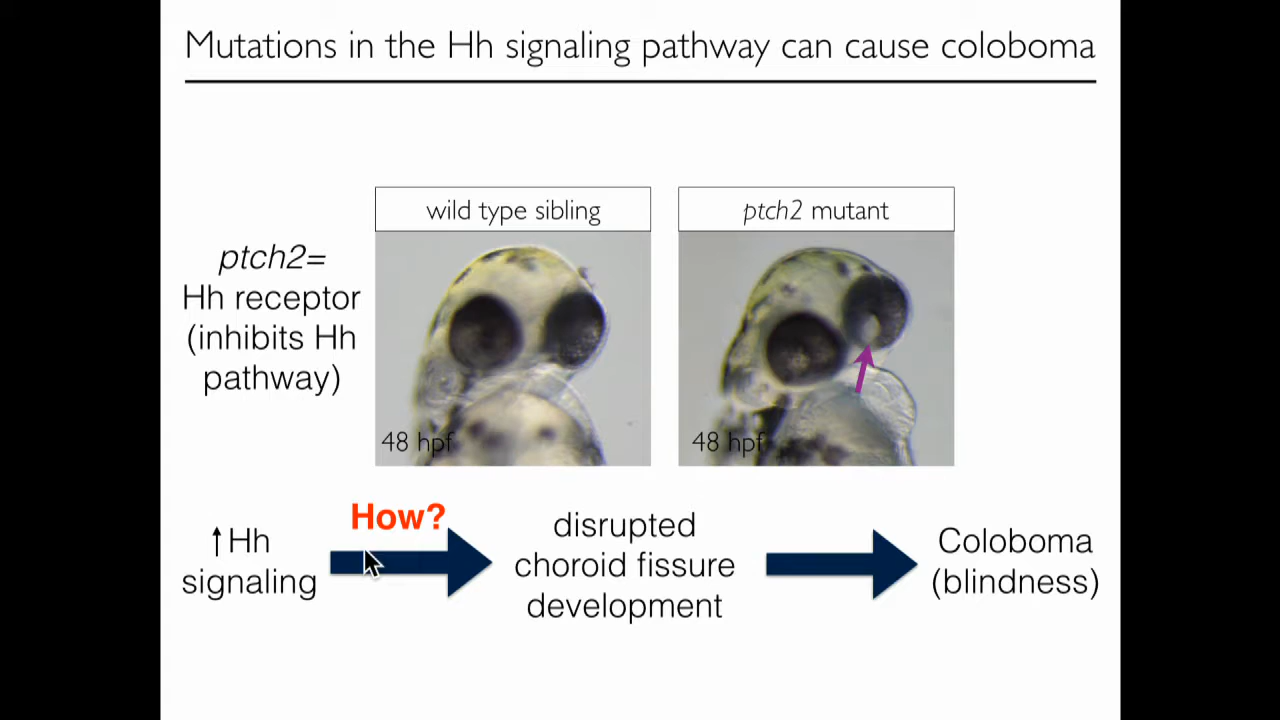 Mutations in the Hh signaling pathway can cause coloboma
wild type sibling
ptch2 mutant
ptch2=
Hh receptor
(inhibits Hh
pathway)
48 hpf
48 hpf
How?
↑Hh
signaling
disrupted
choroid fissure
development
Coloboma
(blindness)